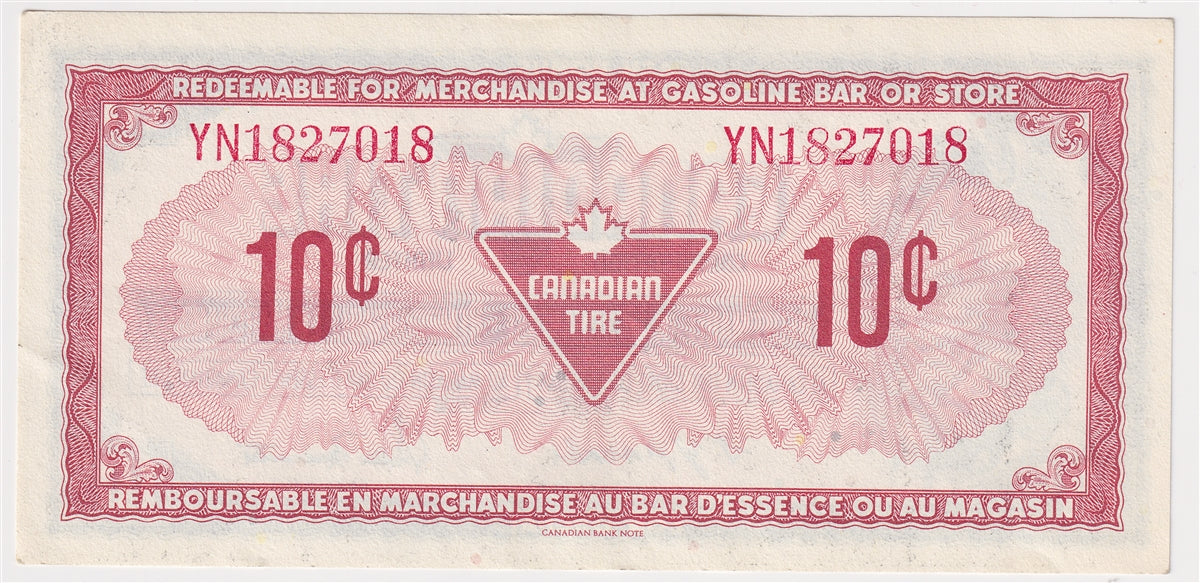 REDEEMABLE FOR MERCHANDISE AT GASOLINE BAR OR STORE
YN1827018 YN1827018
10¢ 10¢
CANADIAN
TIRE
REMBOURSABLE EN MARCHANDISE AU BAR D'ESSENCE OU AU MAGASIN
CANADIAN BANK NOTE